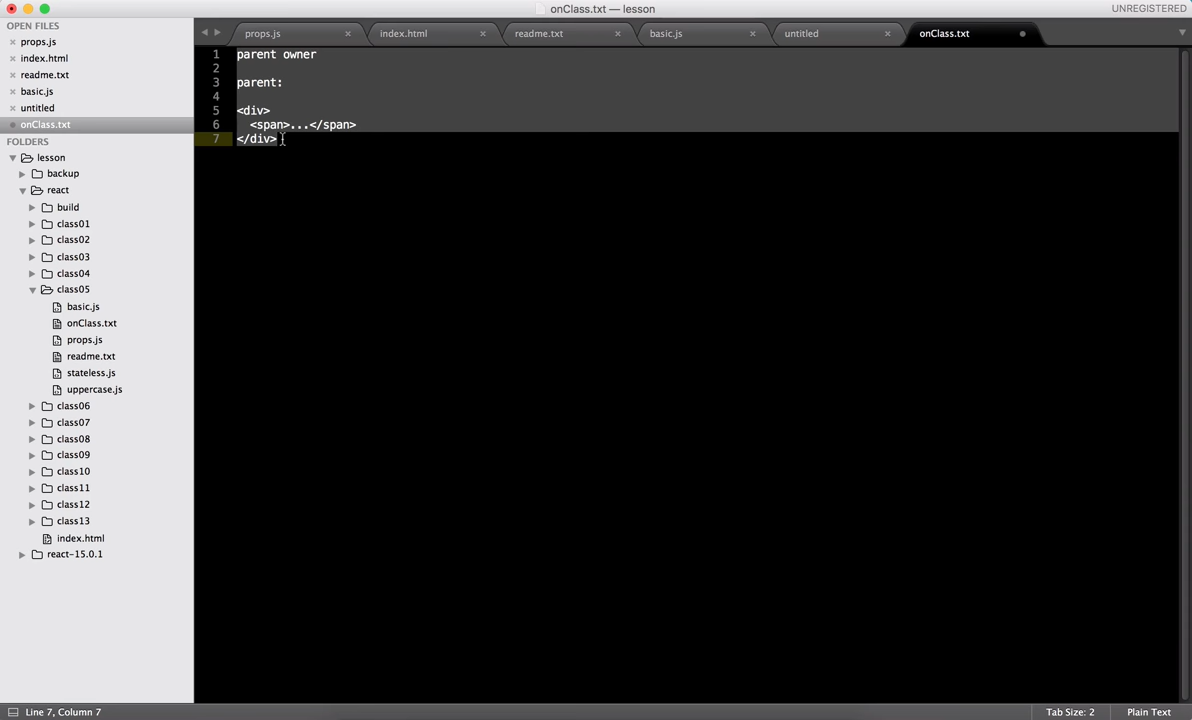 onClass.txt — lesson
UNREGISTERED
OPEN FILES
props.js
index.html
readme.txt
basic.js
untitled
onClass.txt
FOLDERS
lesson
backup
react
build
class01
class02
class03
class04
class05
basic.js
onClass.txt
props.js
readme.txt
stateless.js
uppercase.js
class06
class07
class08
class09
class10
class11
class12
class13
index.html
react-15.0.1
props.js
index.html
readme.txt
basic.js
untitled
onClass.txt
1 parent owner
2
3 parent:
4
5 <div>
6 <span>...</span>
7 </div>
Line 7, Column 7
Tab Size: 2
Plain Text